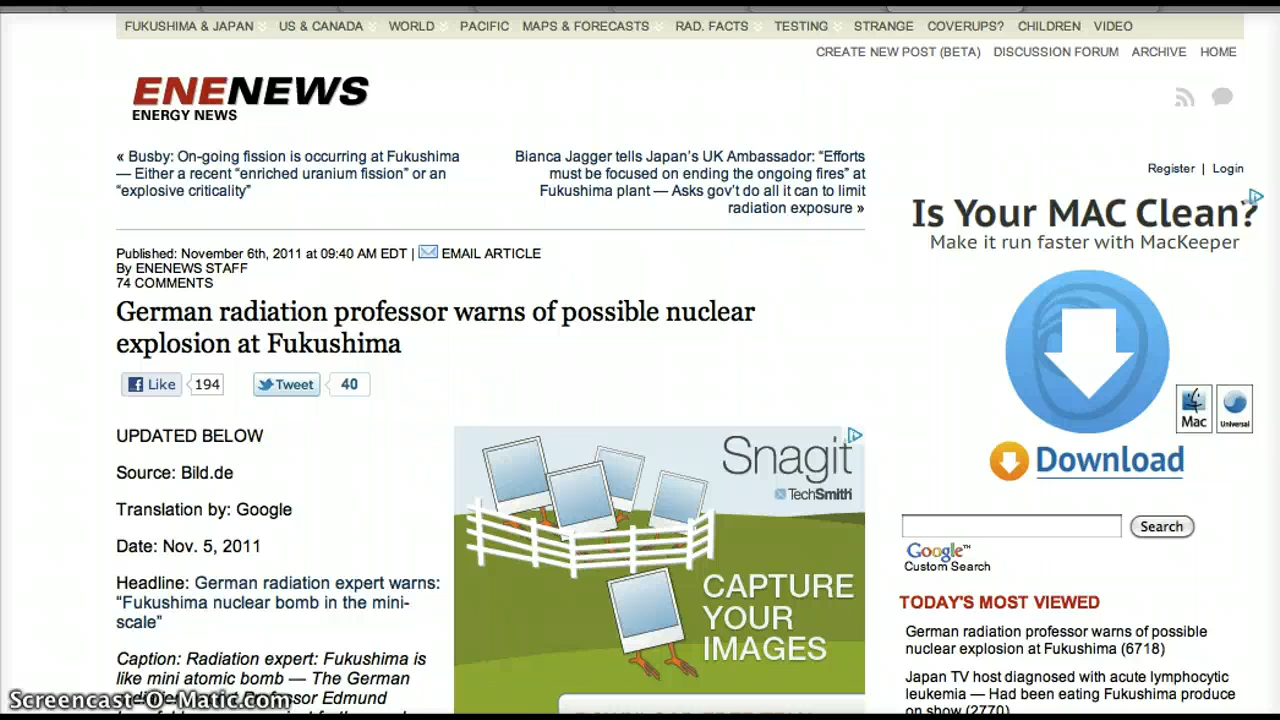 FUKUSHIMA & JAPAN US & CANADA WORLD PACIFIC MAPS & FORECASTS RAD. FACTS TESTING STRANGE COVERUPS? CHILDREN VIDEO
CREATE NEW POST (BETA) DISCUSSION FORUM ARCHIVE HOME
ENENEWS
ENERGY NEWS
« Busby: On-going fission is occurring at Fukushima
— Either a recent “enriched uranium fission” or an
“explosive criticality”
Bianca Jagger tells Japan’s UK Ambassador: “Efforts
must be focused on ending the ongoing fires” at
Fukushima plant — Asks gov’t do all it can to limit
radiation exposure »
Register | Login
Is Your MAC Clean?
Make it run faster with MacKeeper
Mac
Universal
Download
Published: November 6th, 2011 at 09:40 AM EDT | EMAIL ARTICLE
By ENENEWS STAFF
74 COMMENTS
German radiation professor warns of possible nuclear
explosion at Fukushima
Like 194 Tweet 40
UPDATED BELOW
Source: Bild.de
Translation by: Google
Date: Nov. 5, 2011
Headline: German radiation expert warns:
“Fukushima nuclear bomb in the mini-
scale”
Caption: Radiation expert: Fukushima is
like mini atomic bomb — The German
Professor Edmund
Snagit
TechSmith
CAPTURE
YOUR
IMAGES
Search
Google™
Custom Search
TODAY'S MOST VIEWED
German radiation professor warns of possible
nuclear explosion at Fukushima (6718)
Japan TV host diagnosed with acute lymphocytic
leukemia — Had been eating Fukushima produce
on show (2770)
Screencast-O-Matic.com